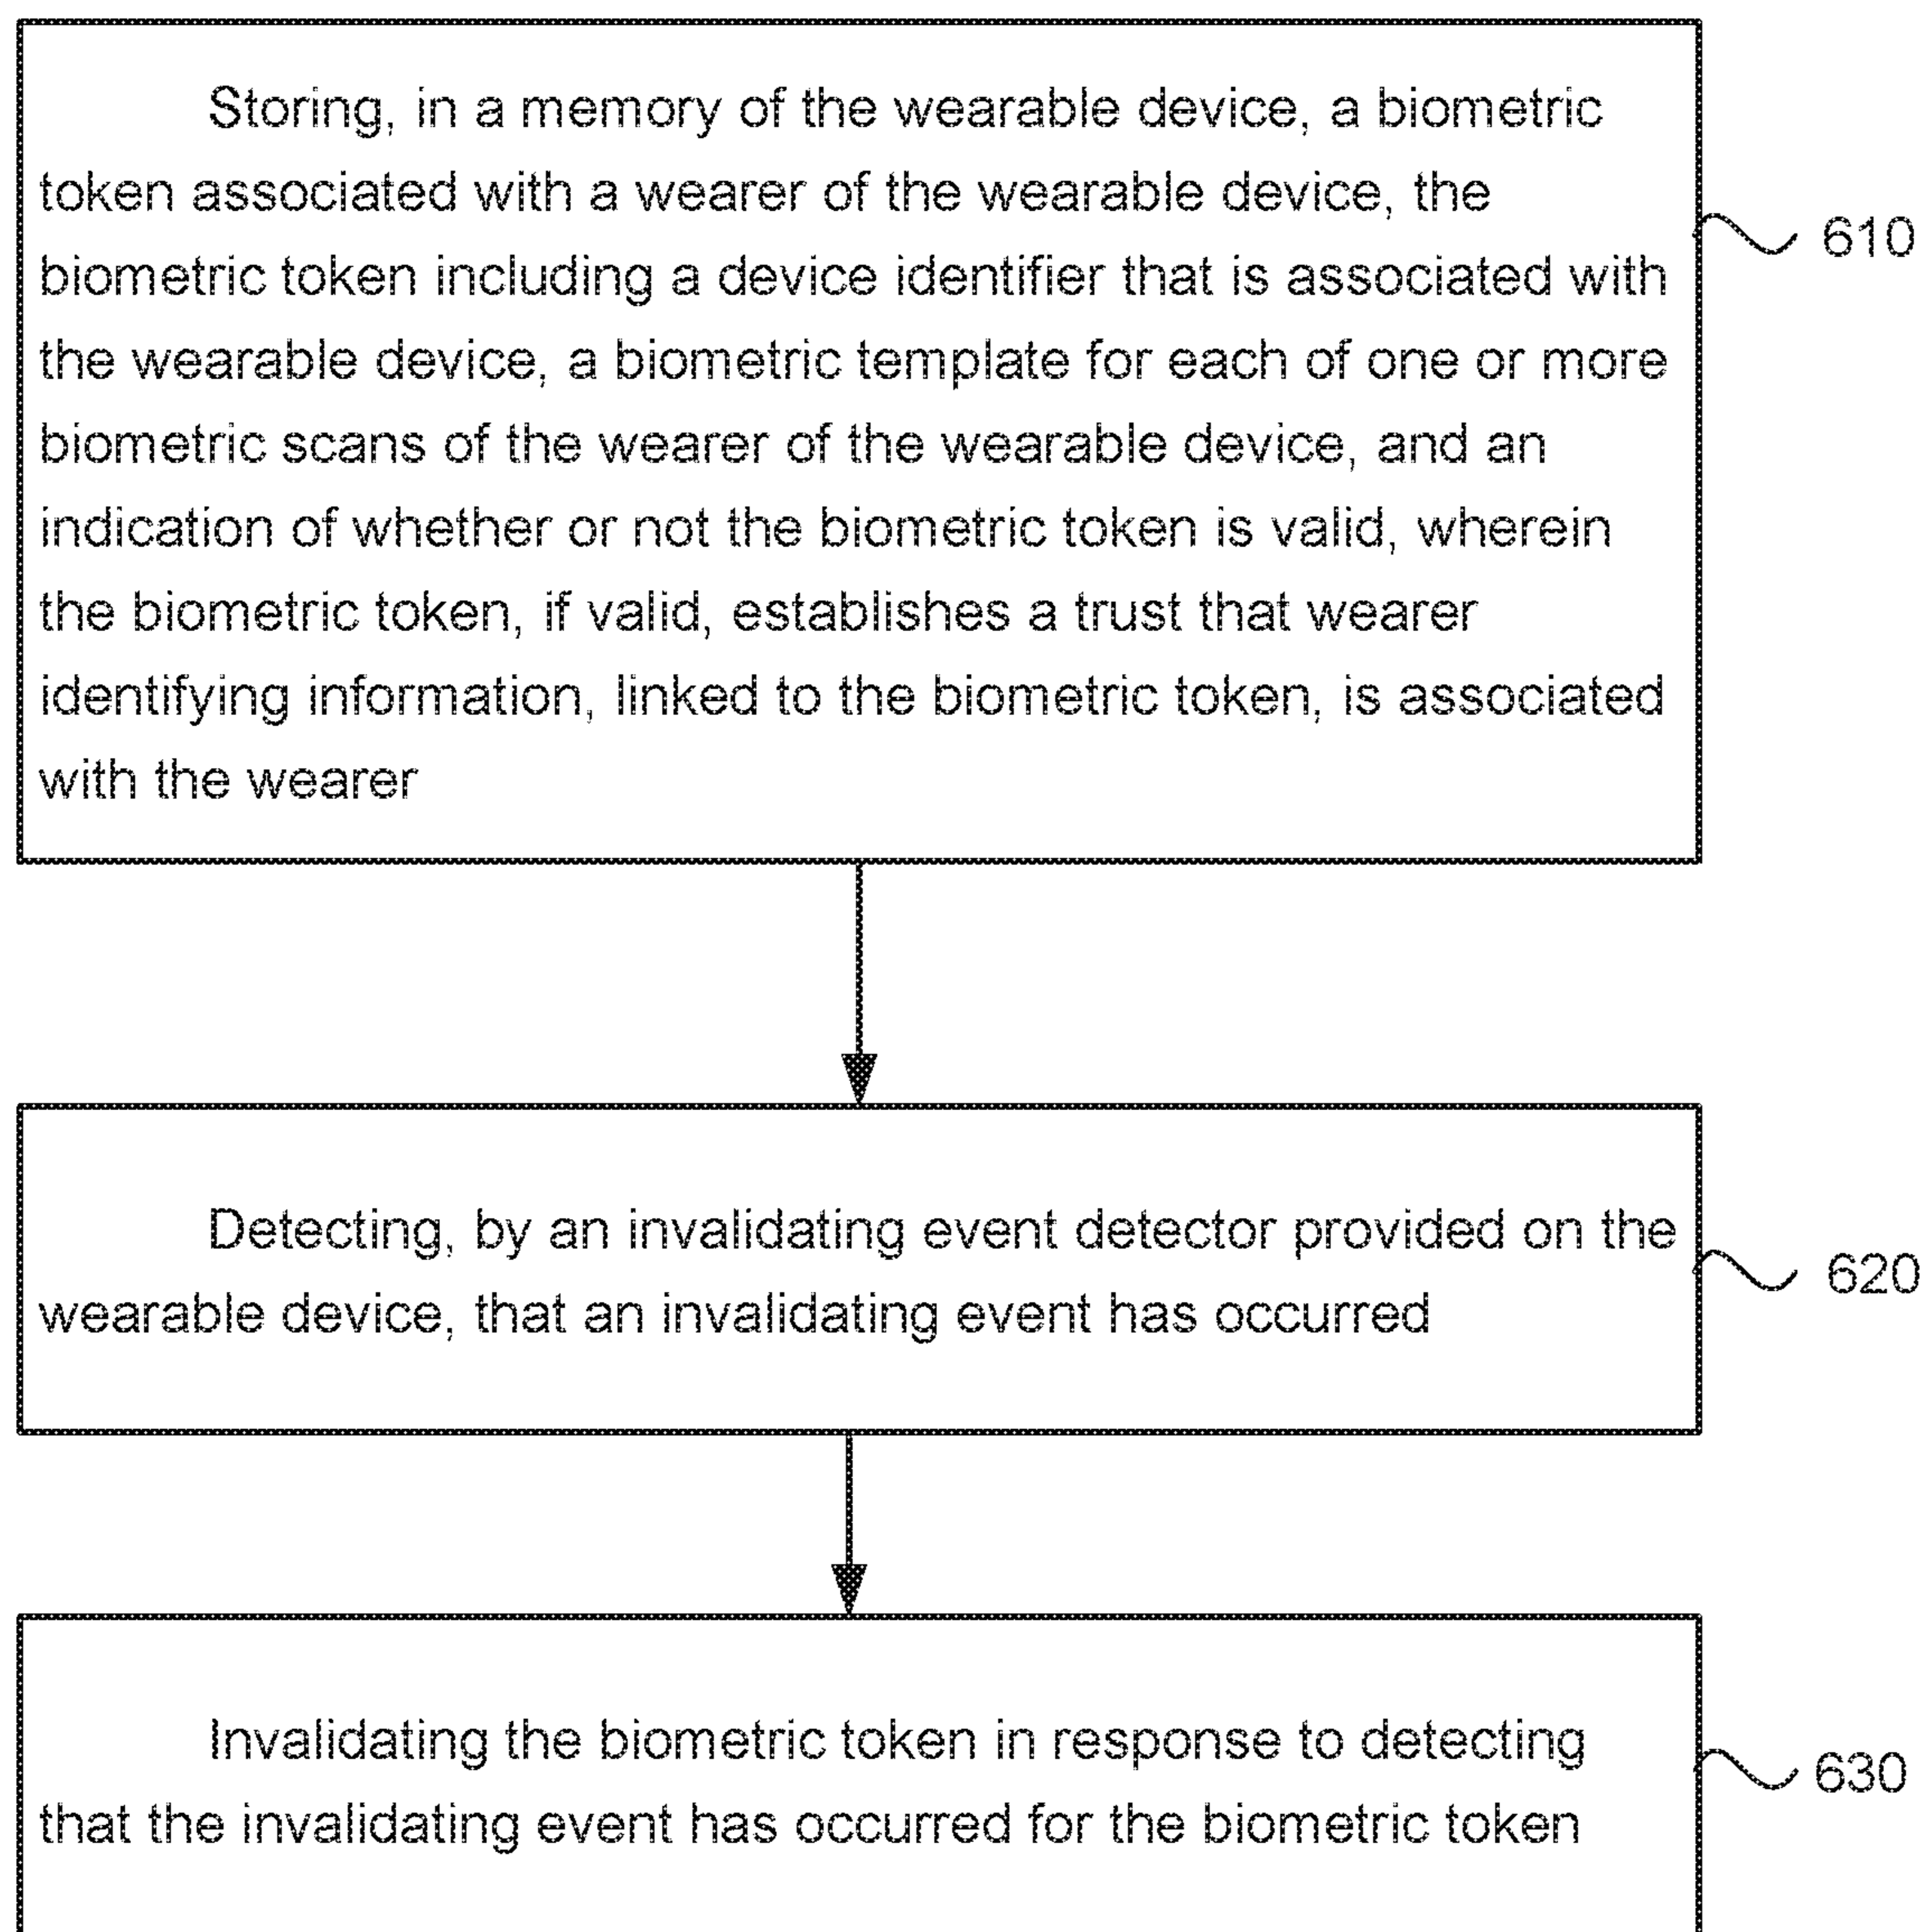 Storing, in a memory of the wearable device, a biometric
token associated with a wearer of the wearable device, the
biometric token including a device identifier that is associated with
the wearable device, a biometric template for each of one or more
biometric scans of the wearer of the wearable device, and an
indication of whether or not the biometric token is valid, wherein
the biometric token, if valid, establishes a trust that wearer
identifying information, linked to the biometric token, is associated
with the wearer
610
Detecting, by an invalidating event detector provided on the
wearable device, that an invalidating event has occurred
620
Invalidating the biometric token in response to detecting
that the invalidating event has occurred for the biometric token
630